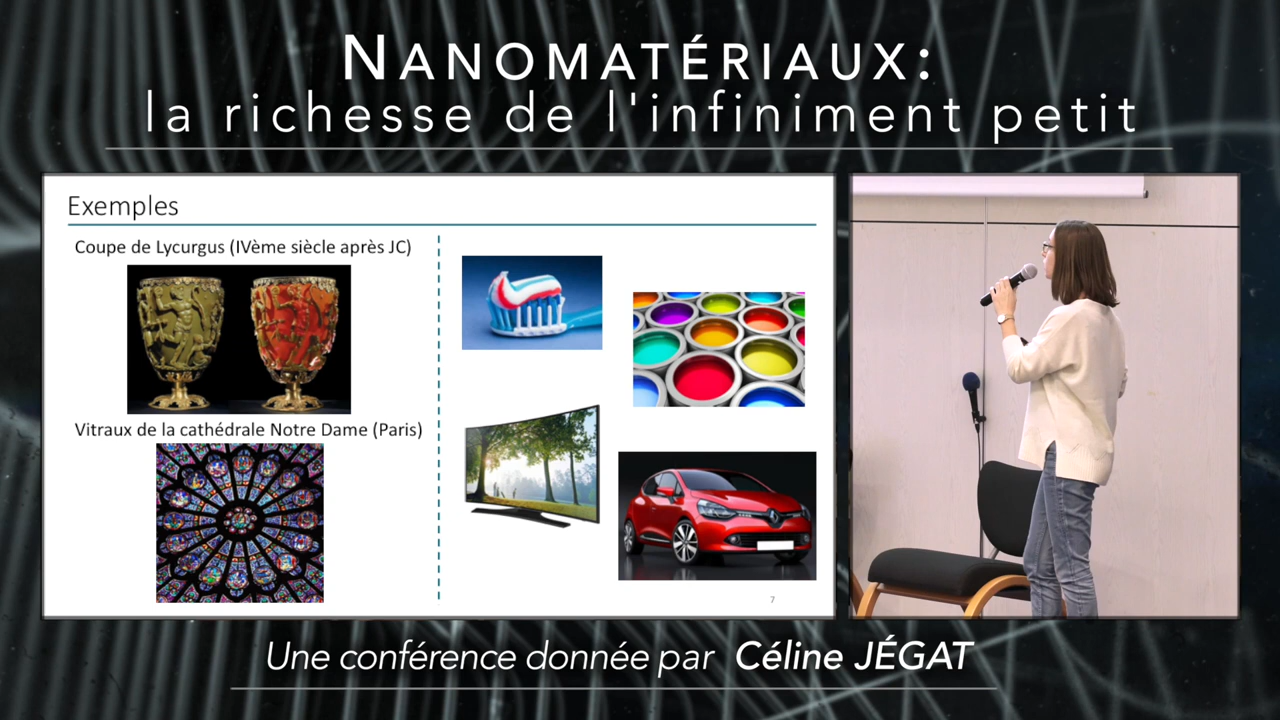 NANOMATÉRIAUX:
la richesse de l'infiniment petit
Exemples
Coupe de Lycurgus (IVème siècle après JC)
Vitraux de la cathédrale Notre Dame (Paris)
7
Une conférence donnée par Céline JÉGAT